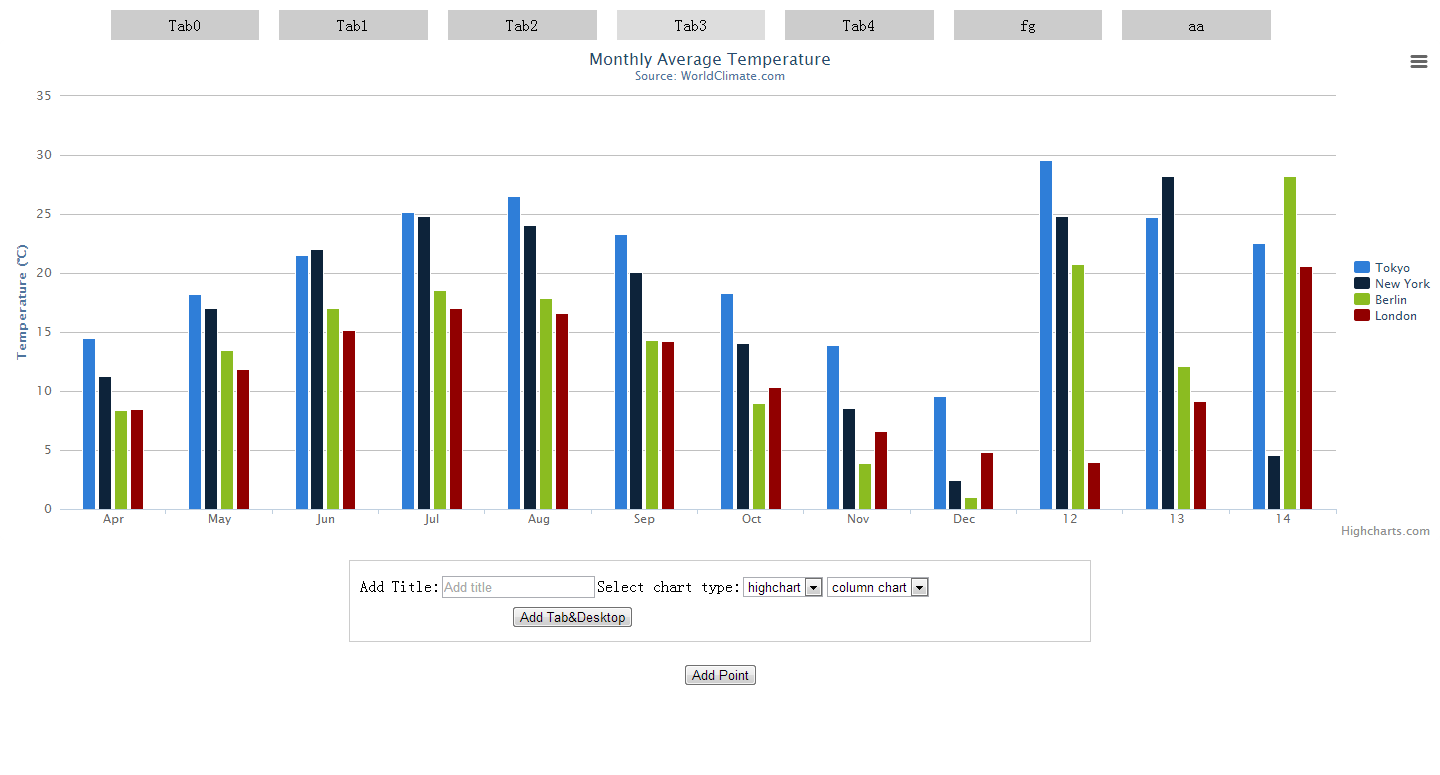 Tab0 Tab1 Tab2 Tab3 Tab4 fg aa
Monthly Average Temperature
Source: WorldClimate.com
35
30
25
20
15
10
5
0
Temperature (℃)
Apr May Jun Jul Aug Sep Oct Nov Dec 12 13 14
Tokyo
New York
Berlin
London
Highcharts.com
Add Title: Add title Select chart type: highchart column chart
Add Tab&Desktop
Add Point